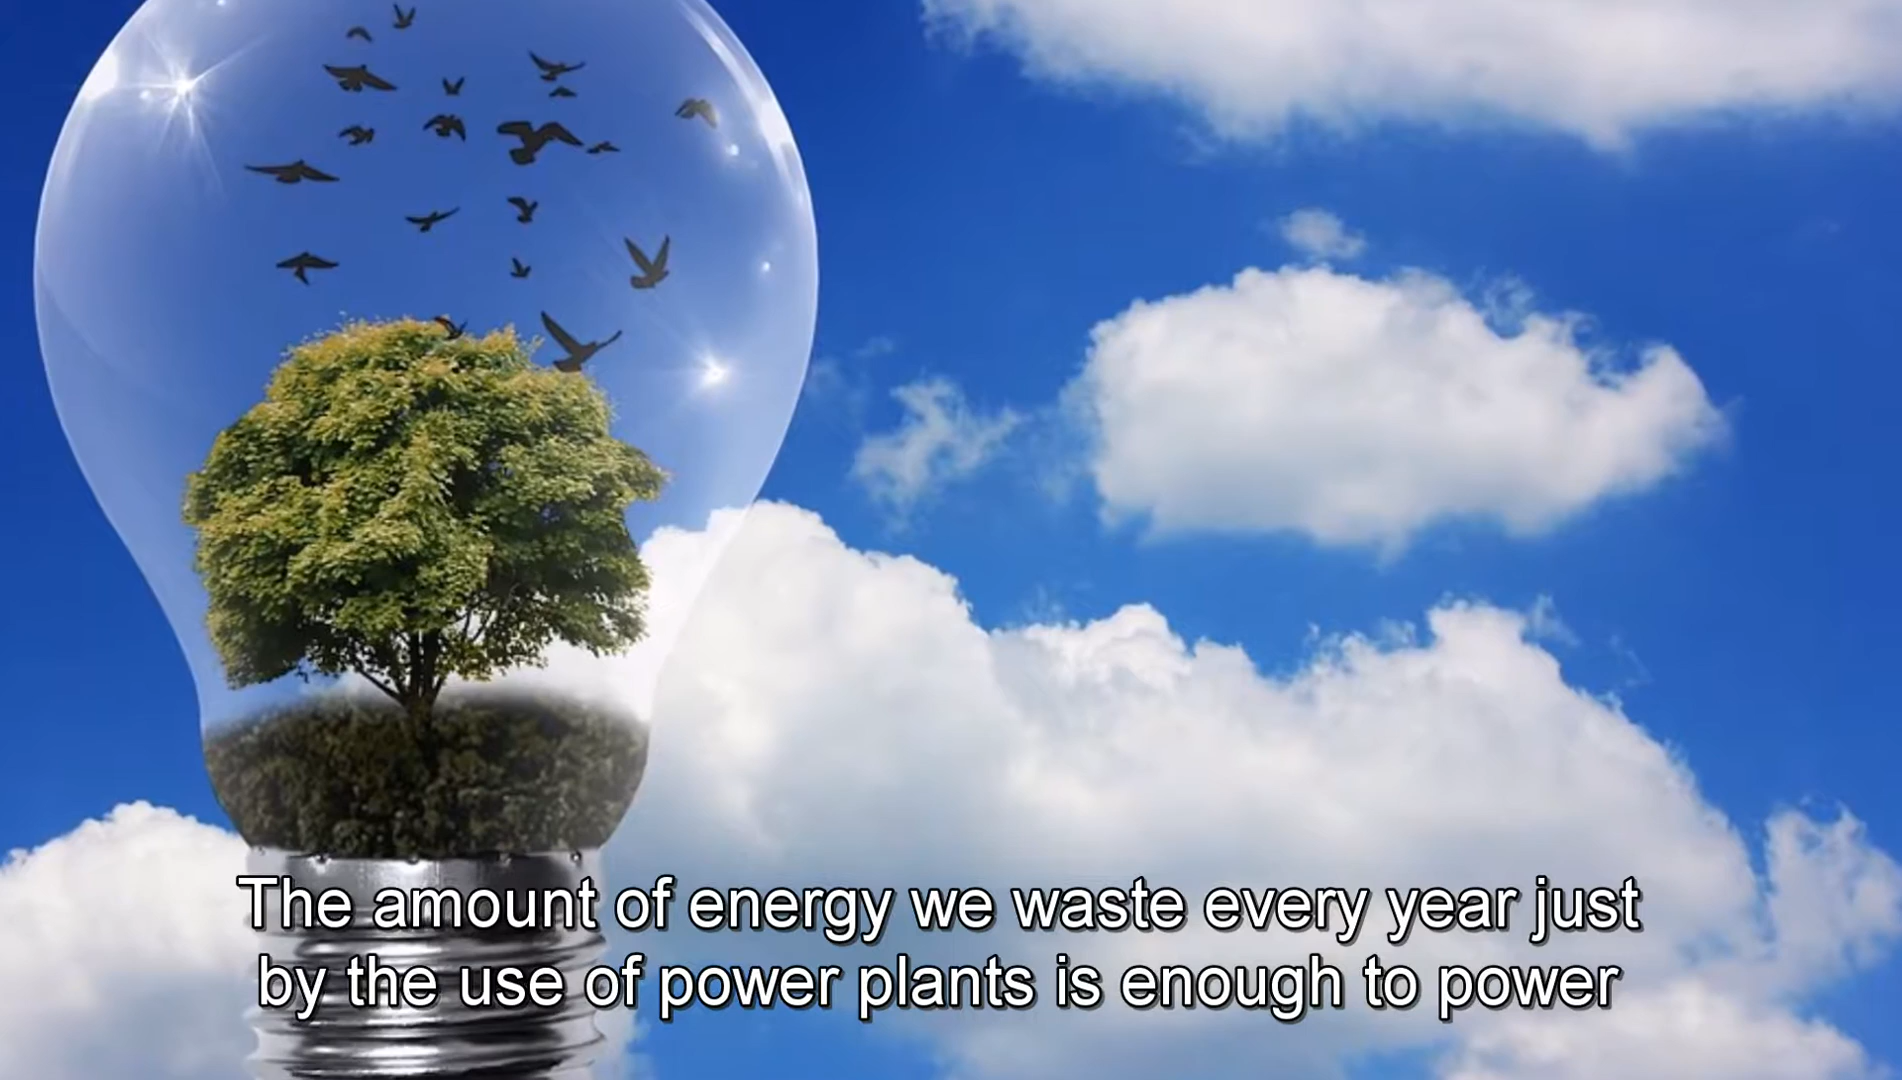 The amount of energy we waste every year just
by the use of power plants is enough to power